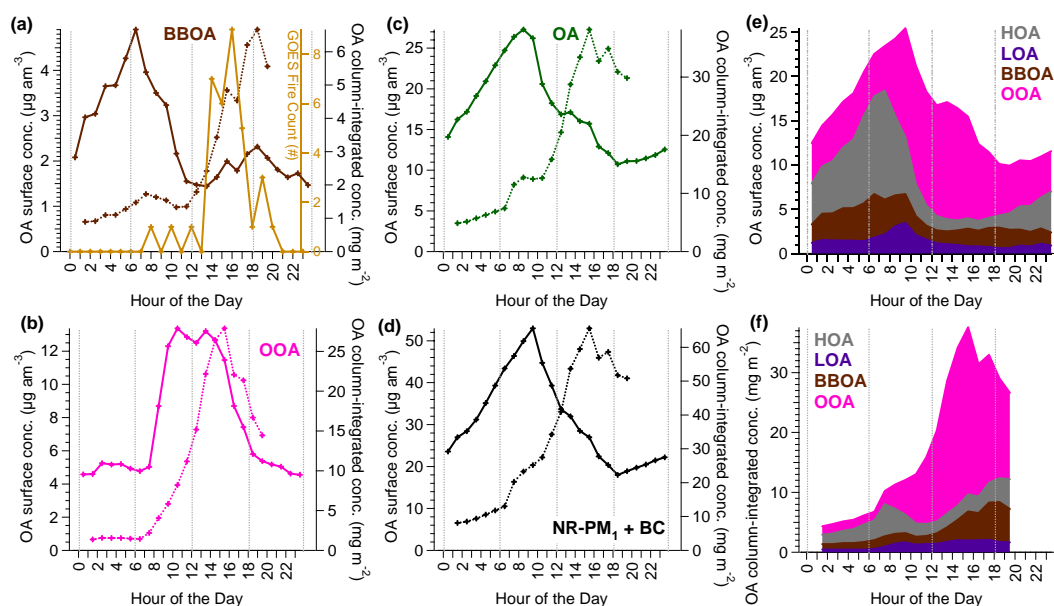 (a)
BBOA
OA surface conc. (µg am⁻³)
4
3
2
1
0
GOES Fire Count (#)
8
6
4
2
0
OA column-integrated conc. (mg m⁻²)
6
5
4
3
2
1
0
0 2 4 6 8 10 12 14 16 18 20 22
Hour of the Day
(c)
OA
OA surface conc. (µg am⁻³)
25
20
15
10
5
0
OA column-integrated conc. (mg m⁻²)
30
20
10
0
0 2 4 6 8 10 12 14 16 18 20 22
Hour of the Day
(e)
HOA
LOA
BBOA
OOA
OA surface conc. (µg am⁻³)
25
20
15
10
5
0
0 2 4 6 8 10 12 14 16 18 20 22
Hour of the Day
(b)
OOA
OA surface conc. (µg am⁻³)
12
10
8
6
4
2
0
OA column-integrated conc. (mg m⁻²)
25
20
15
10
5
0
0 2 4 6 8 10 12 14 16 18 20 22
Hour of the Day
(d)
NR-PM₁ + BC
OA surface conc. (µg am⁻³)
50
40
30
20
10
0
OA column-integrated conc. (mg m⁻²)
60
50
40
30
20
10
0
0 2 4 6 8 10 12 14 16 18 20 22
Hour of the Day
(f)
HOA
LOA
BBOA
OOA
OA column-integrated conc. (mg m⁻²)
30
20
10
0
0 2 4 6 8 10 12 14 16 18 20 22
Hour of the Day